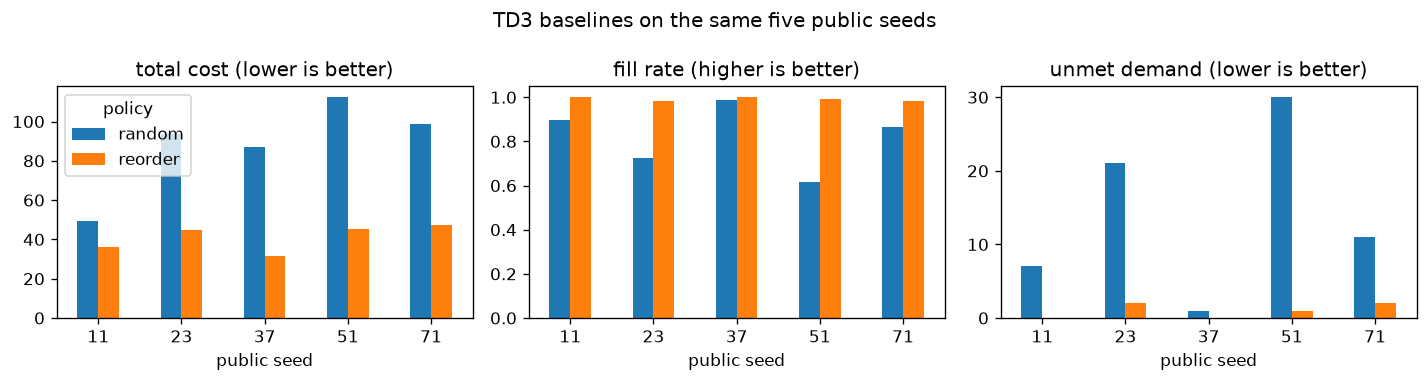 TD3 baselines on the same five public seeds
total cost (lower is better)
policy
random
reorder
100
80
60
40
20
0
11 23 37 51 71
public seed
fill rate (higher is better)
1.0
0.8
0.6
0.4
0.2
0.0
11 23 37 51 71
public seed
unmet demand (lower is better)
30
20
10
0
11 23 37 51 71
public seed